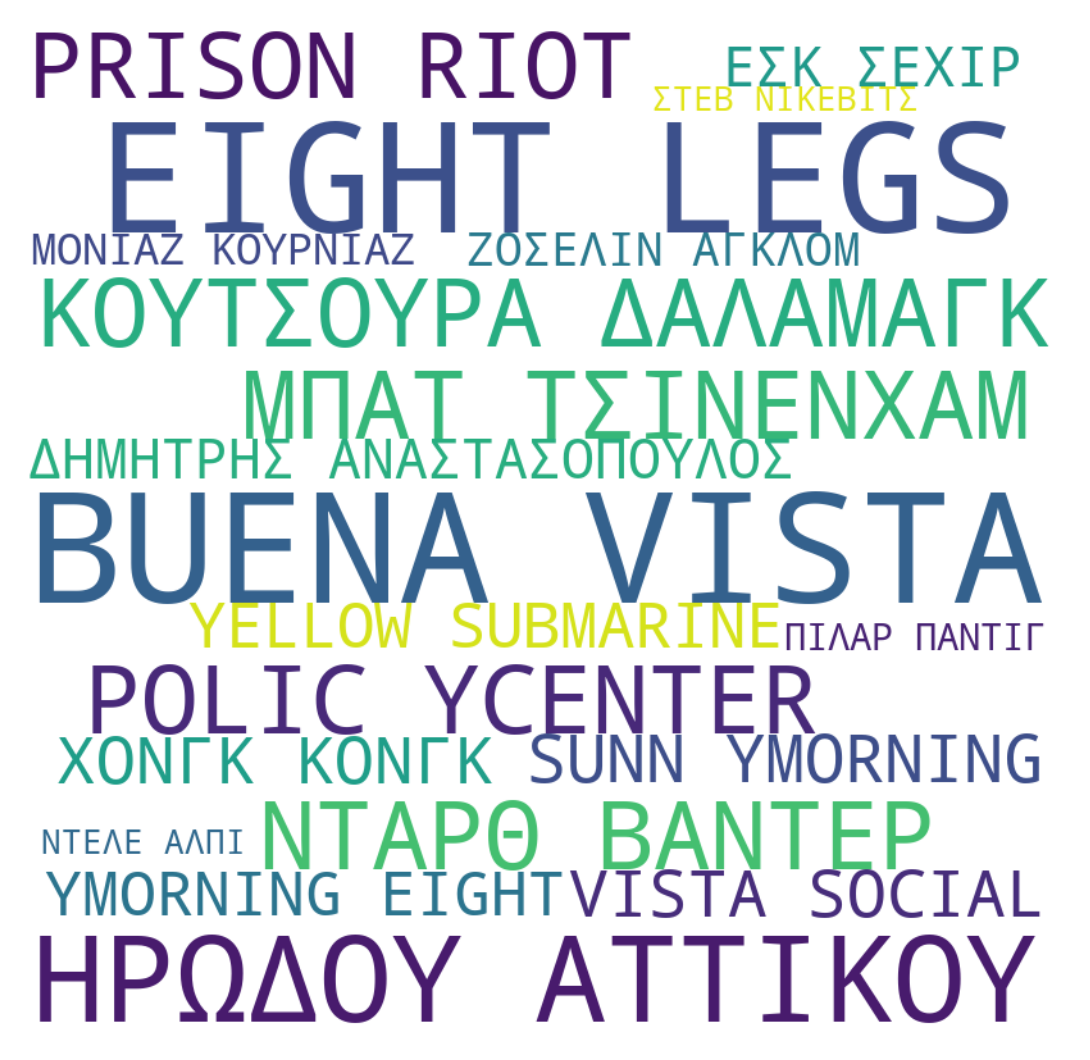 PRISON RIOT
ΕΣΚ ΣΕΧΙΡ
ΣΤΕΒ ΝΙΚΕΒΙΤΣ
EIGHT LEGS
ΜΟΝΙΑΖ ΚΟΥΡΝΙΑΖ
ΖΟΣΕΛΙΝ ΑΓΚΛΟΜ
ΚΟΥΤΣΟΥΡΑ ΔΑΛΑΜΑΓΚ
ΜΠΑΤ ΤΣΙΝΕΝΧΑΜ
ΔΗΜΗΤΡΗΣ ΑΝΑΣΤΑΣΟΠΟΥΛΟΣ
BUENA VISTA
YELLOW SUBMARINE
ΠΙΛΑΡ ΠΑΝΤΙΓ
POLIC YCENTER
ΧΟΝΓΚ ΚΟΝΓΚ
SUNN YMORNING
ΝΤΕΛΕ ΑΛΠΙ
ΝΤΑΡΘ ΒΑΝΤΕΡ
YMORNING EIGHT
VISTA SOCIAL
ΗΡΩΔΟΥ ΑΤΤΙΚΟΥ